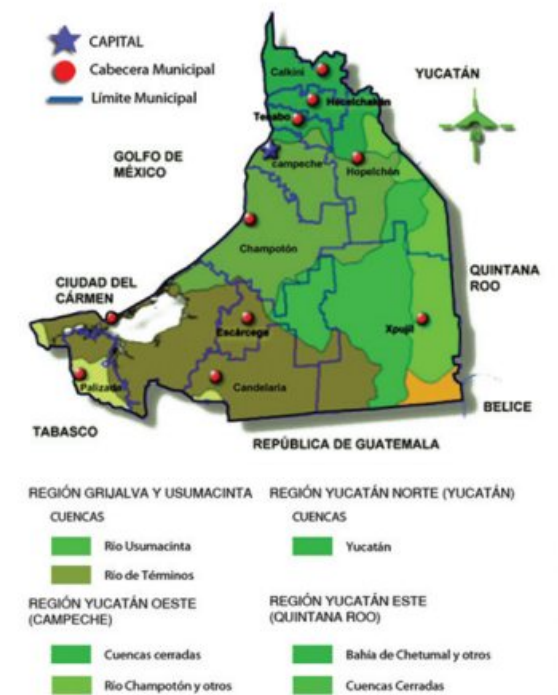 CAPITAL
Cabecera Municipal
Límite Municipal
YUCATÁN
N
GOLFO DE
MÉXICO
Calkiní
Hecelchakán
Tenabo
campeche
Hopelchón
Champotón
QUINTANA
ROO
CIUDAD DEL
CÁRMEN
Escárcega
Xpujil
Palizada
Candelaria
BELICE
TABASCO
REPÚBLICA DE GUATEMALA
REGIÓN GRIJALVA Y USUMACINTA
CUENCAS
Río Usumacinta
Río de Términos
REGIÓN YUCATÁN NORTE (YUCATÁN)
CUENCAS
Yucatán
REGIÓN YUCATÁN OESTE
(CAMPECHE)
Cuencas cerradas
Río Champotón y otros
REGIÓN YUCATÁN ESTE
(QUINTANA ROO)
Bahía de Chetumal y otros
Cuencas Cerradas